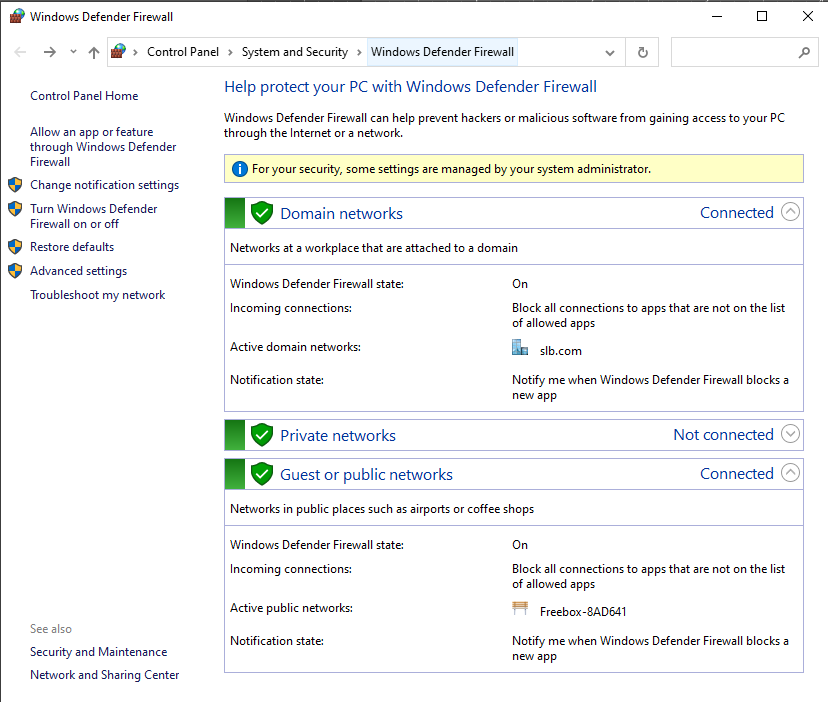 Windows Defender Firewall
Control Panel > System and Security > Windows Defender Firewall
Control Panel Home
Allow an app or feature
through Windows Defender
Firewall
Change notification settings
Turn Windows Defender
Firewall on or off
Restore defaults
Advanced settings
Troubleshoot my network
See also
Security and Maintenance
Network and Sharing Center
Help protect your PC with Windows Defender Firewall
Windows Defender Firewall can help prevent hackers or malicious software from gaining access to your PC
through the Internet or a network.
For your security, some settings are managed by your system administrator.
Domain networks Connected
Networks at a workplace that are attached to a domain
Windows Defender Firewall state: On
Incoming connections: Block all connections to apps that are not on the list
of allowed apps
Active domain networks: slb.com
Notification state: Notify me when Windows Defender Firewall blocks a
new app
Private networks Not connected
Guest or public networks Connected
Networks in public places such as airports or coffee shops
Windows Defender Firewall state: On
Incoming connections: Block all connections to apps that are not on the list
of allowed apps
Active public networks: Freebox-8AD641
Notification state: Notify me when Windows Defender Firewall blocks a
new app